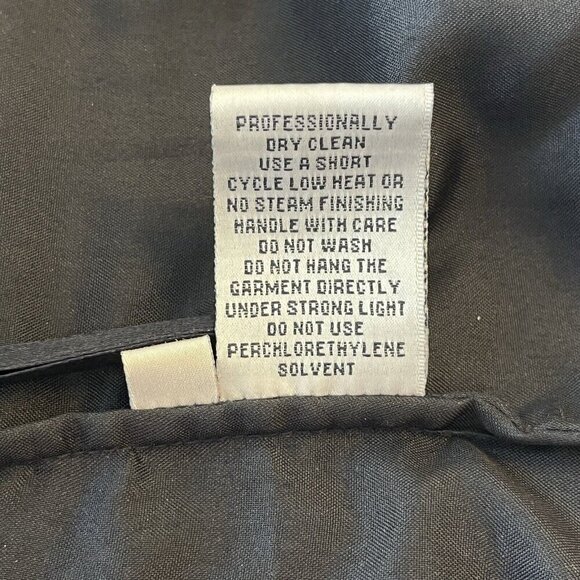 PROFESSIONALLY
DRY CLEAN
USE A SHORT
CYCLE LOW HEAT OR
NO STEAM FINISHING
HANDLE WITH CARE
DO NOT WASH
DO NOT HANG THE
GARMENT DIRECTLY
UNDER STRONG LIGHT
DO NOT USE
PERCHLORETHYLENE
SOLVENT